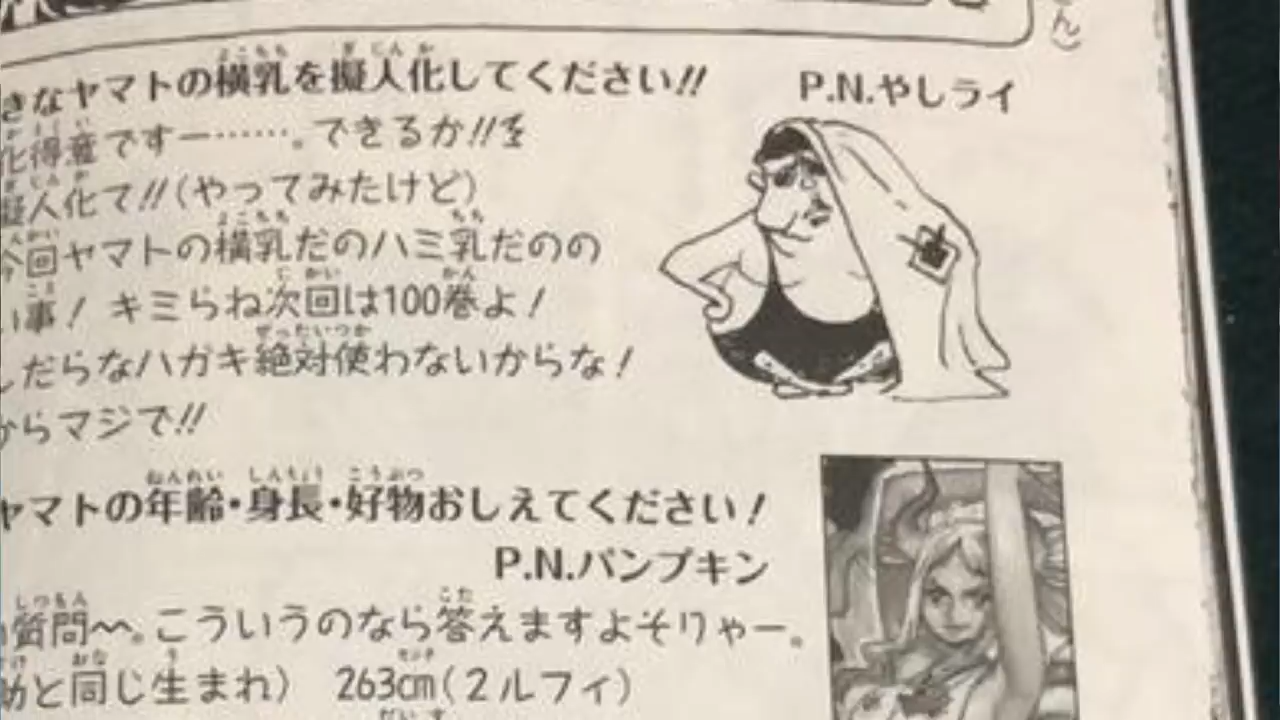 きなヤマトの横乳を擬人化してください!! P.N.やしライ
化得意ですー……。できるか!!を
擬人化て!!(やってみたけど)
今回ヤマトの横乳だのハミ乳だのの
い事! キミらね次回は100巻よ!
だらなハガキ絶対使わないからな!
からマジで!!
ヤマトの年齢・身長・好物おしえてください!
P.N.パンプキン
質問〜〜。こういうのなら答えますよそりゃー。
と同じ生まれ) 263cm(2ルフィ)